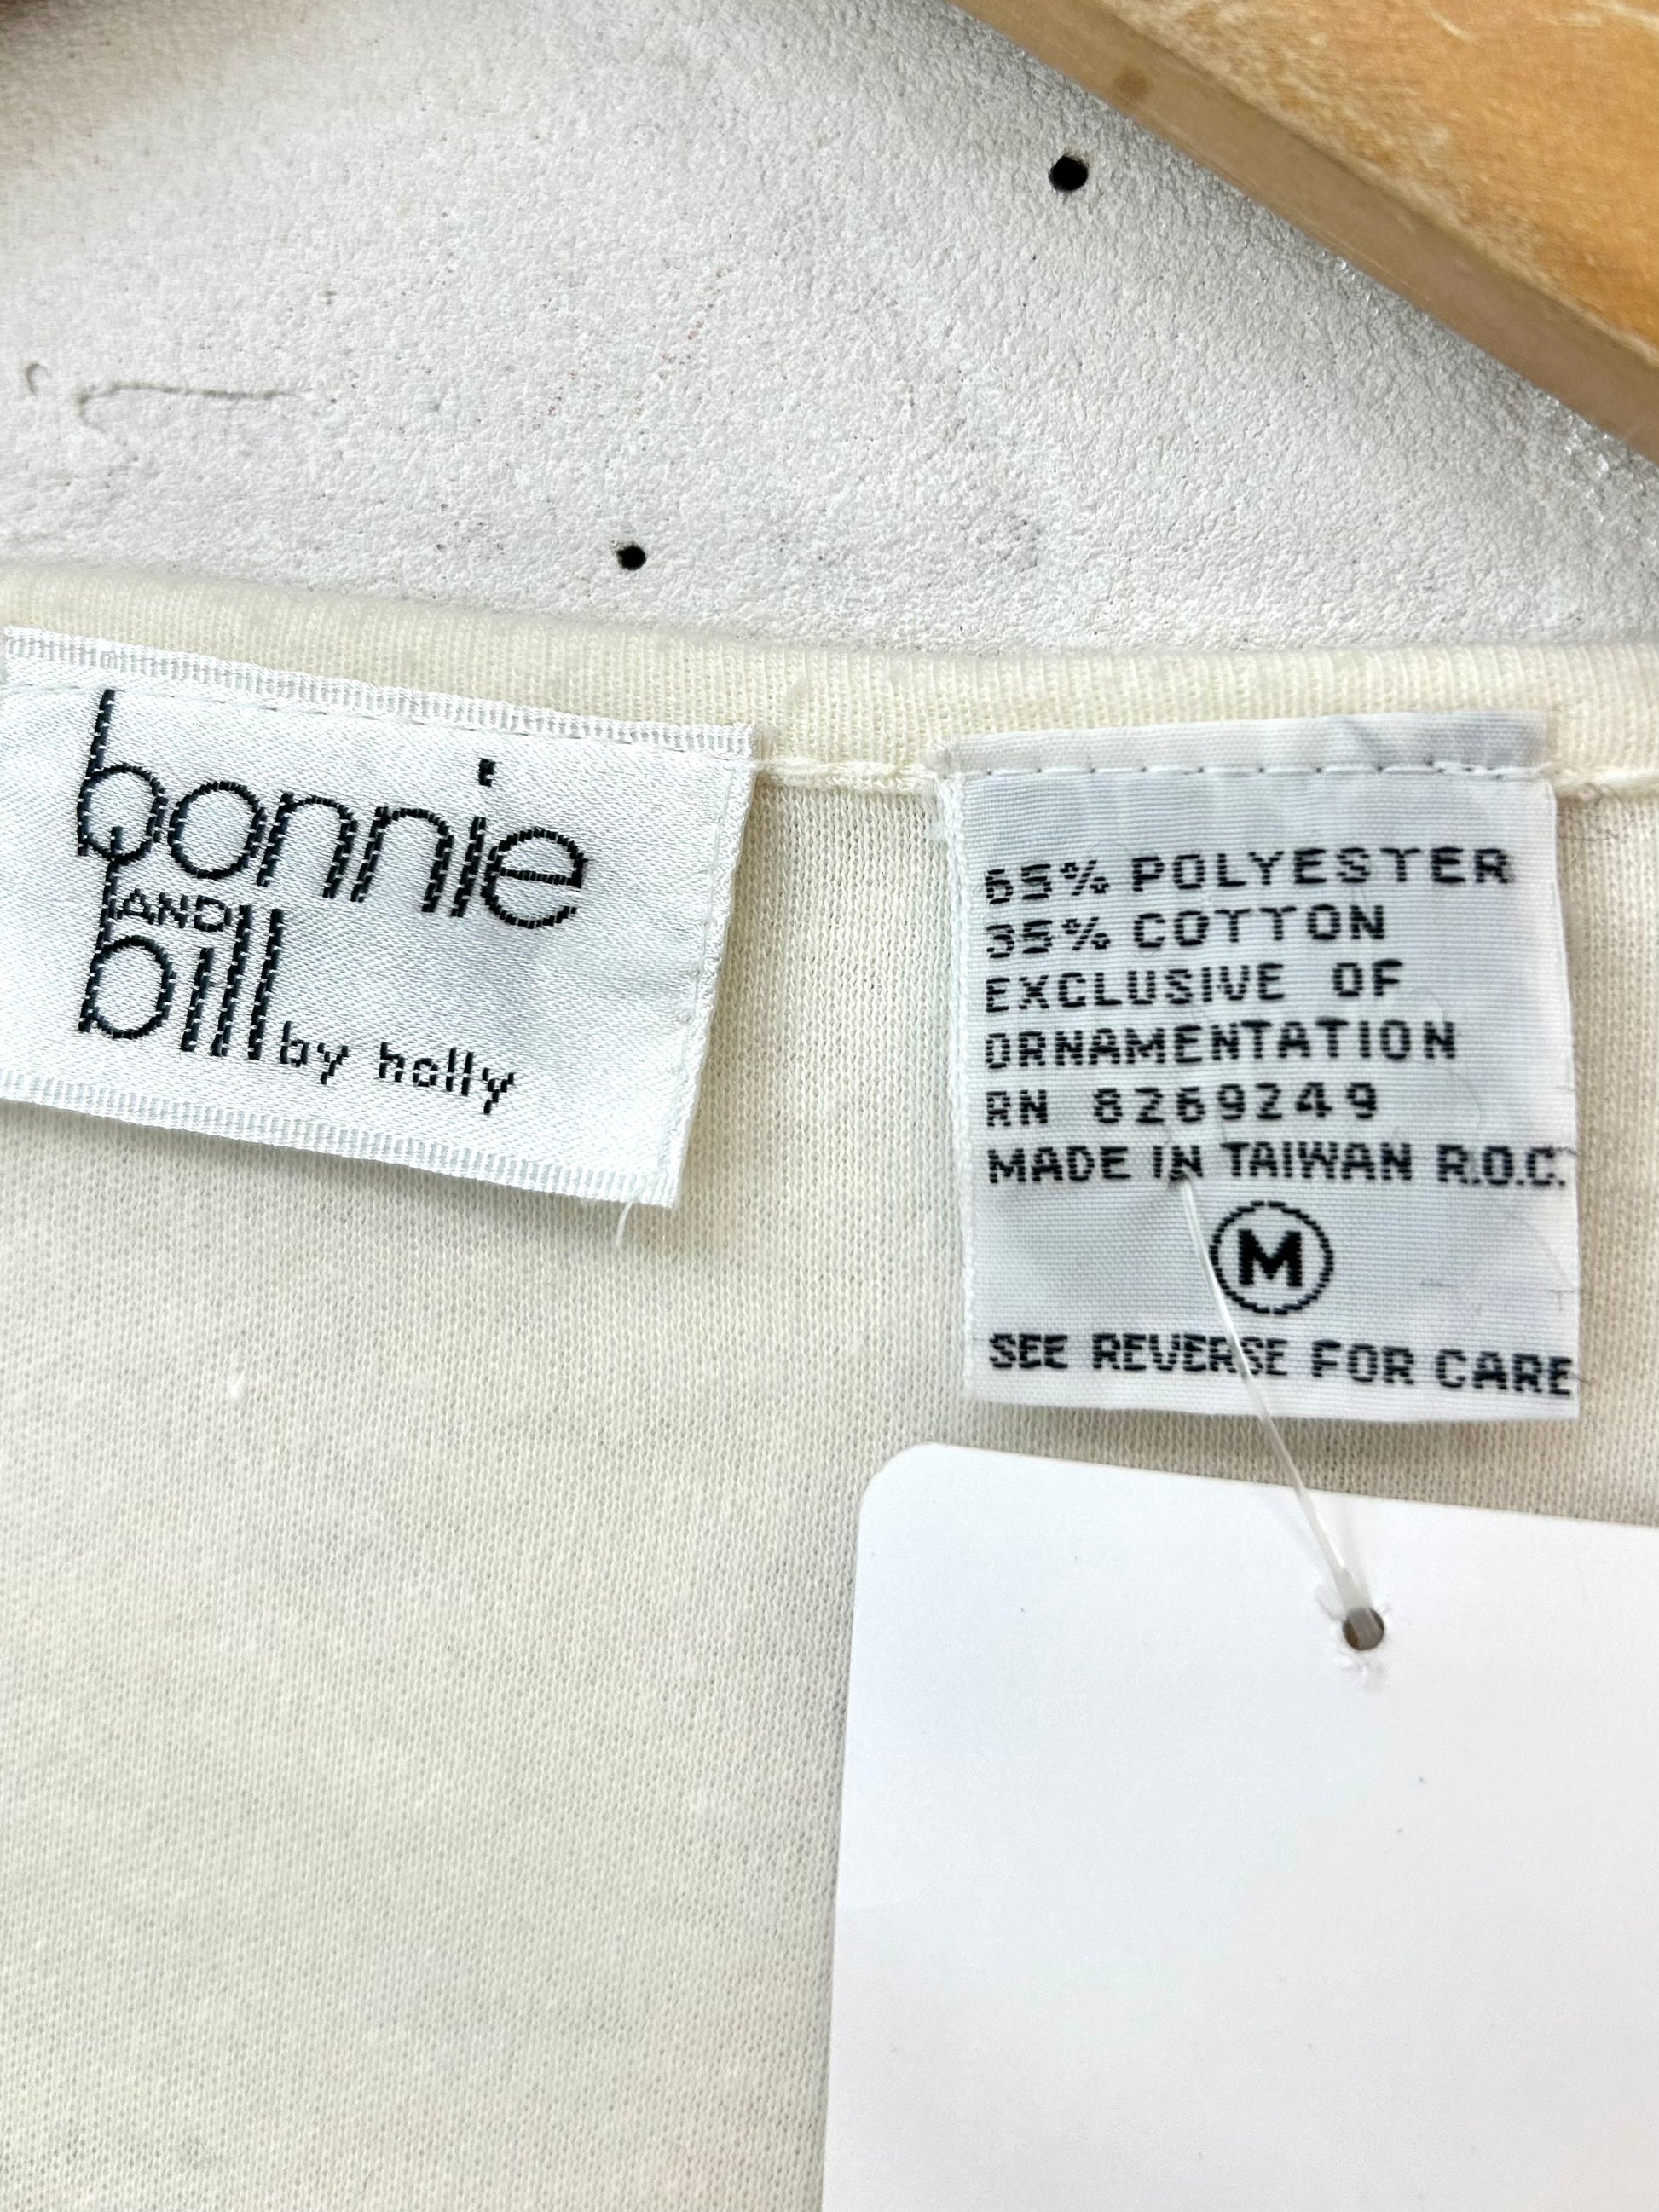 bonnie
AND
bill by holly
65% POLYESTER
35% COTTON
EXCLUSIVE OF
ORNAMENTATION
RN 8269249
MADE IN TAIWAN R.O.C.
M
SEE REVERSE FOR CARE